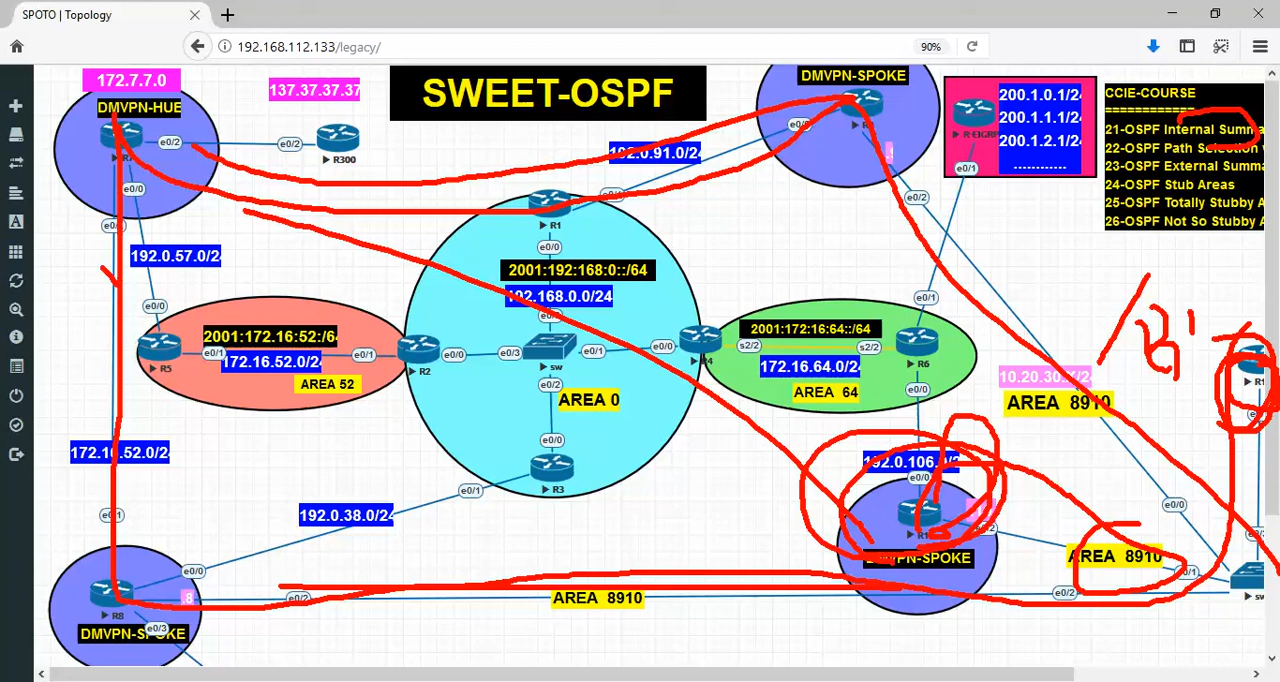 SPOTO | Topology
192.168.112.133/legacy/
90%
172.7.7.0
DMVPN-HUE
137.37.37.37
SWEET-OSPF
DMVPN-SPOKE
200.1.0.1/24
200.1.1.1/24
200.1.2.1/24
............
R-EIGRP
e0/1
CCIE-COURSE
============
21-OSPF Internal Summa
22-OSPF Path Selection
23-OSPF External Summa
24-OSPF Stub Areas
25-OSPF Totally Stubby A
26-OSPF Not So Stubby A
e0/2
e0/2
R300
e0/0
192.0.57.0/24
e0/0
R5
e0/1
2001:172:16:52::/6
172.16.52.0/24
AREA 52
e0/1
R2
e0/0
R1
e0/0
2001:192:168:0::/64
192.168.0.0/24
e0/3
sw
e0/1
e0/2
AREA 0
e0/0
R3
e0/1
e0/0
R4
s2/2
2001:172:16:64::/64
172.16.64.0/24
AREA 64
s2/2
R6
e0/1
e0/0
e0/2
10.20.30.
AREA 8910
192.0.106.
e0/0
DMVPN-SPOKE
AREA 8910
e0/0
e0/2
sw
172.16.52.0/24
192.0.38.0/24
e0/0
R8
.8
e0/2
e0/3
DMVPN-SPOKE
AREA 8910